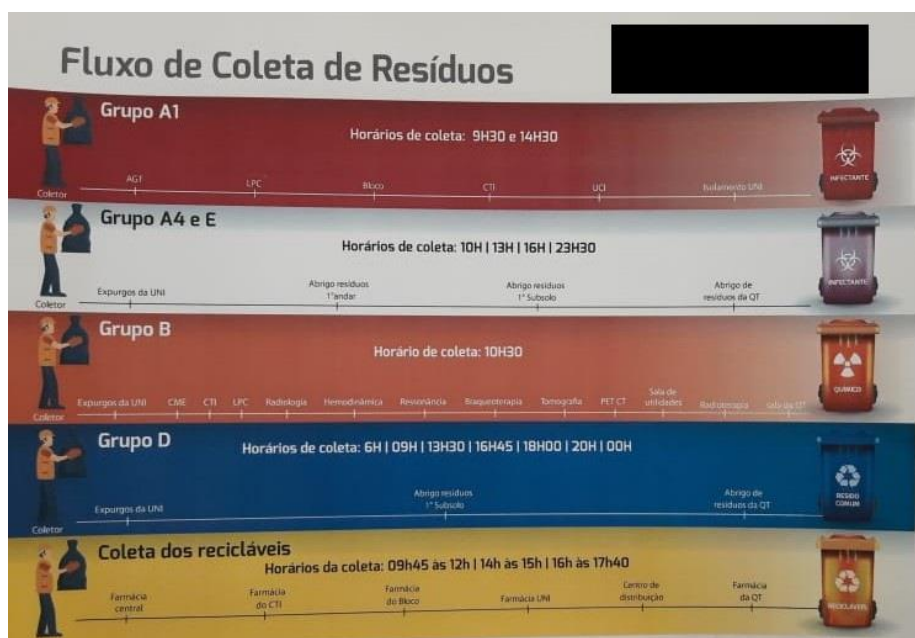 Fluxo de Coleta de Resíduos
Grupo A1
Horários de coleta: 9H30 e 14H30
AGT
LPC
Bloco
CTI
UCI
Isolamento UNI
Coletor
INFECTANTE
Grupo A4 e E
Horários de coleta: 10H | 13H | 16H | 23H30
Expurgos da UNI
Abrigo resíduos
1°andar
Abrigo resíduos
1° Subsolo
Abrigo de
resíduos da QT
Coletor
INFECTANTE
Grupo B
Horário de coleta: 10H30
Expurgos da UNI
CME
CTI
LPC
Radiologia
Hemodinâmica
Ressonância
Braqueoterapia
Tomografia
PET CT
Sala de
utilidades
Radioterapia
Coletor
QUÍMICO
Grupo D
Horários de coleta: 6H | 09H | 13H30 | 16H45 | 18H00 | 20H | 00H
Expurgos da UNI
Abrigo resíduos
1° Subsolo
Abrigo de
resíduos da QT
Coletor
RESIDO
COMUN
Coleta dos recicláveis
Horários da coleta: 09h45 às 12h | 14h às 15h | 16h às 17h40
Farmácia
central
Farmácia
do CTI
Farmácia
do Bloco
Farmácia UNI
Centro de
distribuição
Farmácia
da QT
RECICLÁVEIS